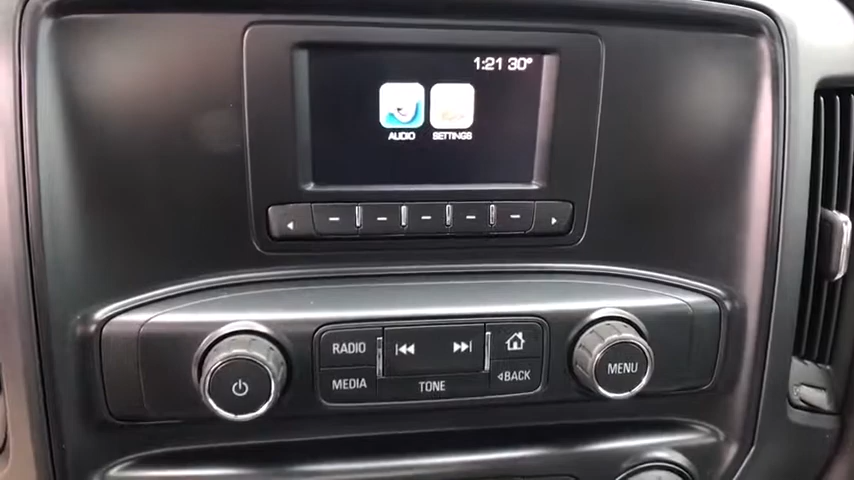 1:21 30°
AUDIO SETTINGS
RADIO
MEDIA
TONE
BACK
MENU